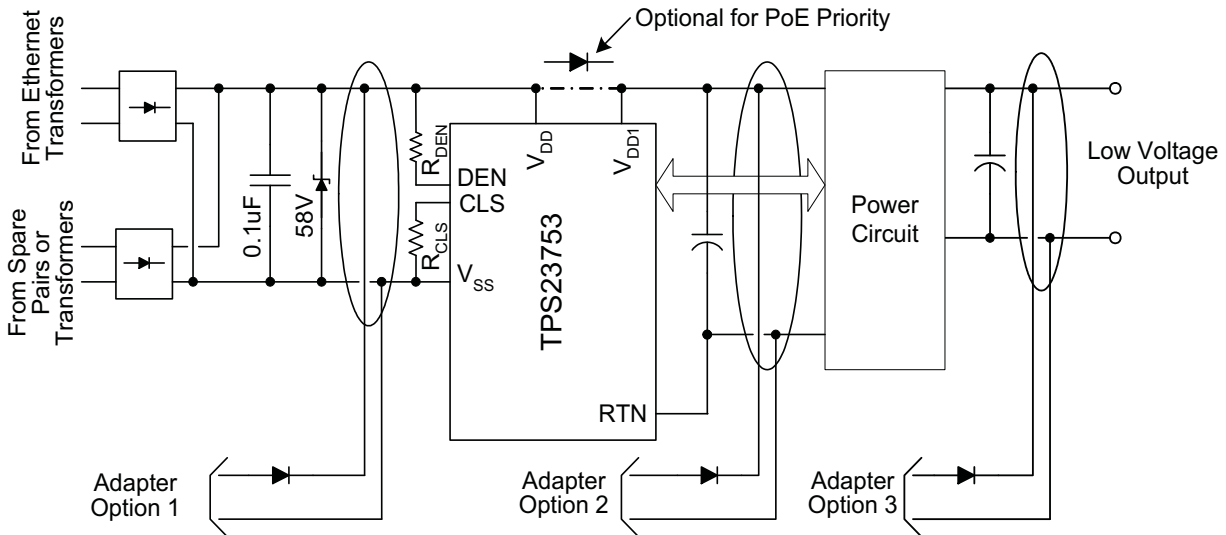 Optional for PoE Priority
From Ethernet
Transformers
From Spare
Pairs or
Transformers
0.1uF
58V
RDEN
RCLS
DEN
CLS
VSS
VDD
VDD1
TPS23753
RTN
Power
Circuit
Low Voltage
Output
Adapter
Option 1
Adapter
Option 2
Adapter
Option 3